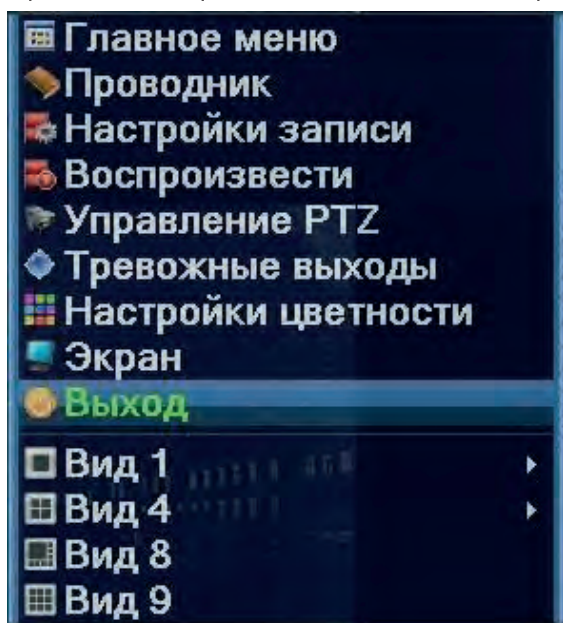 Главное меню
Проводник
Настройки записи
Воспроизвести
Управление PTZ
Тревожные выходы
Настройки цветности
Экран
Выход
Вид 1
Вид 4
Вид 8
Вид 9